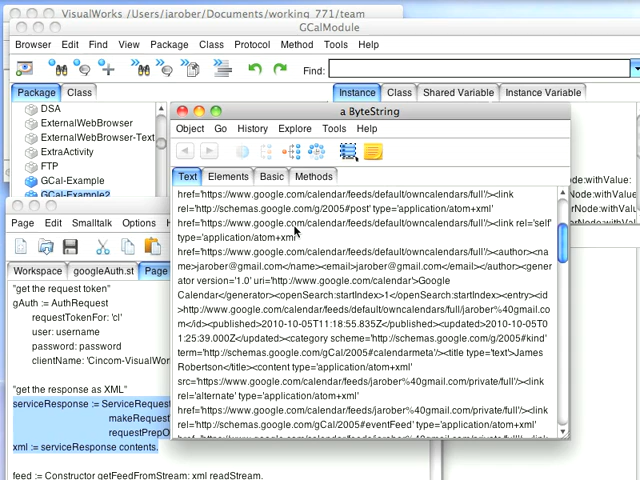 VisualWorks /Users/jarober/Documents/working_771/team
GCalModule
Browser Edit Find View Package Class Protocol Method Tools Help
Find:
Package Class
Instance Class Shared Variable Instance Variable
DSA
ExternalWebBrowser
ExternalWebBrowser-Text
ExtraActivity
FTP
GCal-Example
GCal-Example2
a ByteString
Object Go History Explore Tools Help
Text Elements Basic Methods
href='https://www.google.com/calendar/feeds/default/owncalendars/full'/><link
rel='http://schemas.google.com/g/2005#post' type='application/atom+xml'
href='https://www.google.com/calendar/feeds/default/owncalendars/full'/><link rel='self'
type='application/atom+xml'
href='https://www.google.com/calendar/feeds/default/owncalendars/full'/><author><na
me>jarober@gmail.com</name><email>jarober@gmail.com</email></author><gener
ator version='1.0' uri='http://www.google.com/calendar'>Google
Calendar</generator><openSearch:startIndex>1</openSearch:startIndex><entry><id
>http://www.google.com/calendar/feeds/default/owncalendars/full/jarober%40gmail.co
m</id><published>2010-10-05T11:18:55.835Z</published><updated>2010-10-05T0
1:25:39.000Z</updated><category scheme='http://schemas.google.com/g/2005#kind'
term='http://schemas.google.com/gCal/2005#calendarmeta'/><title type='text'>James
Robertson</title><content type='application/atom+xml'
src='https://www.google.com/calendar/feeds/jarober%40gmail.com/private/full'/><link
rel='alternate' type='application/atom+xml'
href='https://www.google.com/calendar/feeds/jarober%40gmail.com/private/full'/><link
rel='http://schemas.google.com/gCal/2005#eventFeed' type='application/atom+xml'
Node:withValue:
Node:withValue:
deNode:withValue:
Page Edit Smalltalk Options H
Workspace googleAuth.st Page
"get the request token"
gAuth := AuthRequest
requestTokenFor: 'cl'
user: username
password: password
clientName: 'Cincom-VisualWor
"get the response as XML"
serviceResponse := ServiceRequest
makeRequest
requestPrepO
xml := serviceResponse contents.
feed := Constructor getFeedFromStream: xml readStream.